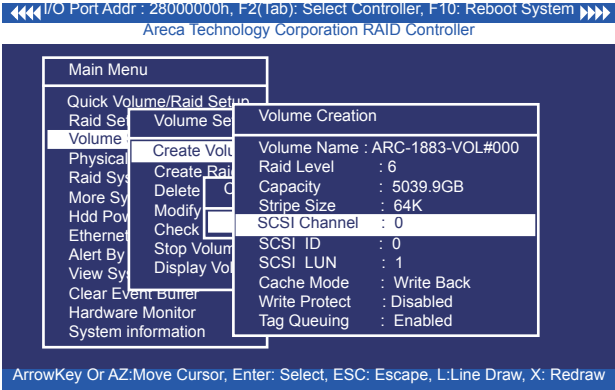 I/O Port Addr : 28000000h, F2(Tab): Select Controller, F10: Reboot System
Areca Technology Corporation RAID Controller
Main Menu
Quick Volume/Raid Setup
Raid Set
Volume
Physical
Raid Sys
More Sy
Hdd Pow
Ethernet
Alert By
View Sy
Clear Event Buffer
Hardware Monitor
System information
Volume Se
Create Volu
Create Rai
Delete
Modify
Check
Stop Volum
Display Vol
C
Volume Creation
Volume Name : ARC-1883-VOL#000
Raid Level : 6
Capacity : 5039.9GB
Stripe Size : 64K
SCSI Channel : 0
SCSI ID : 0
SCSI LUN : 1
Cache Mode : Write Back
Write Protect : Disabled
Tag Queuing : Enabled
ArrowKey Or AZ:Move Cursor, Enter: Select, ESC: Escape, L:Line Draw, X: Redraw